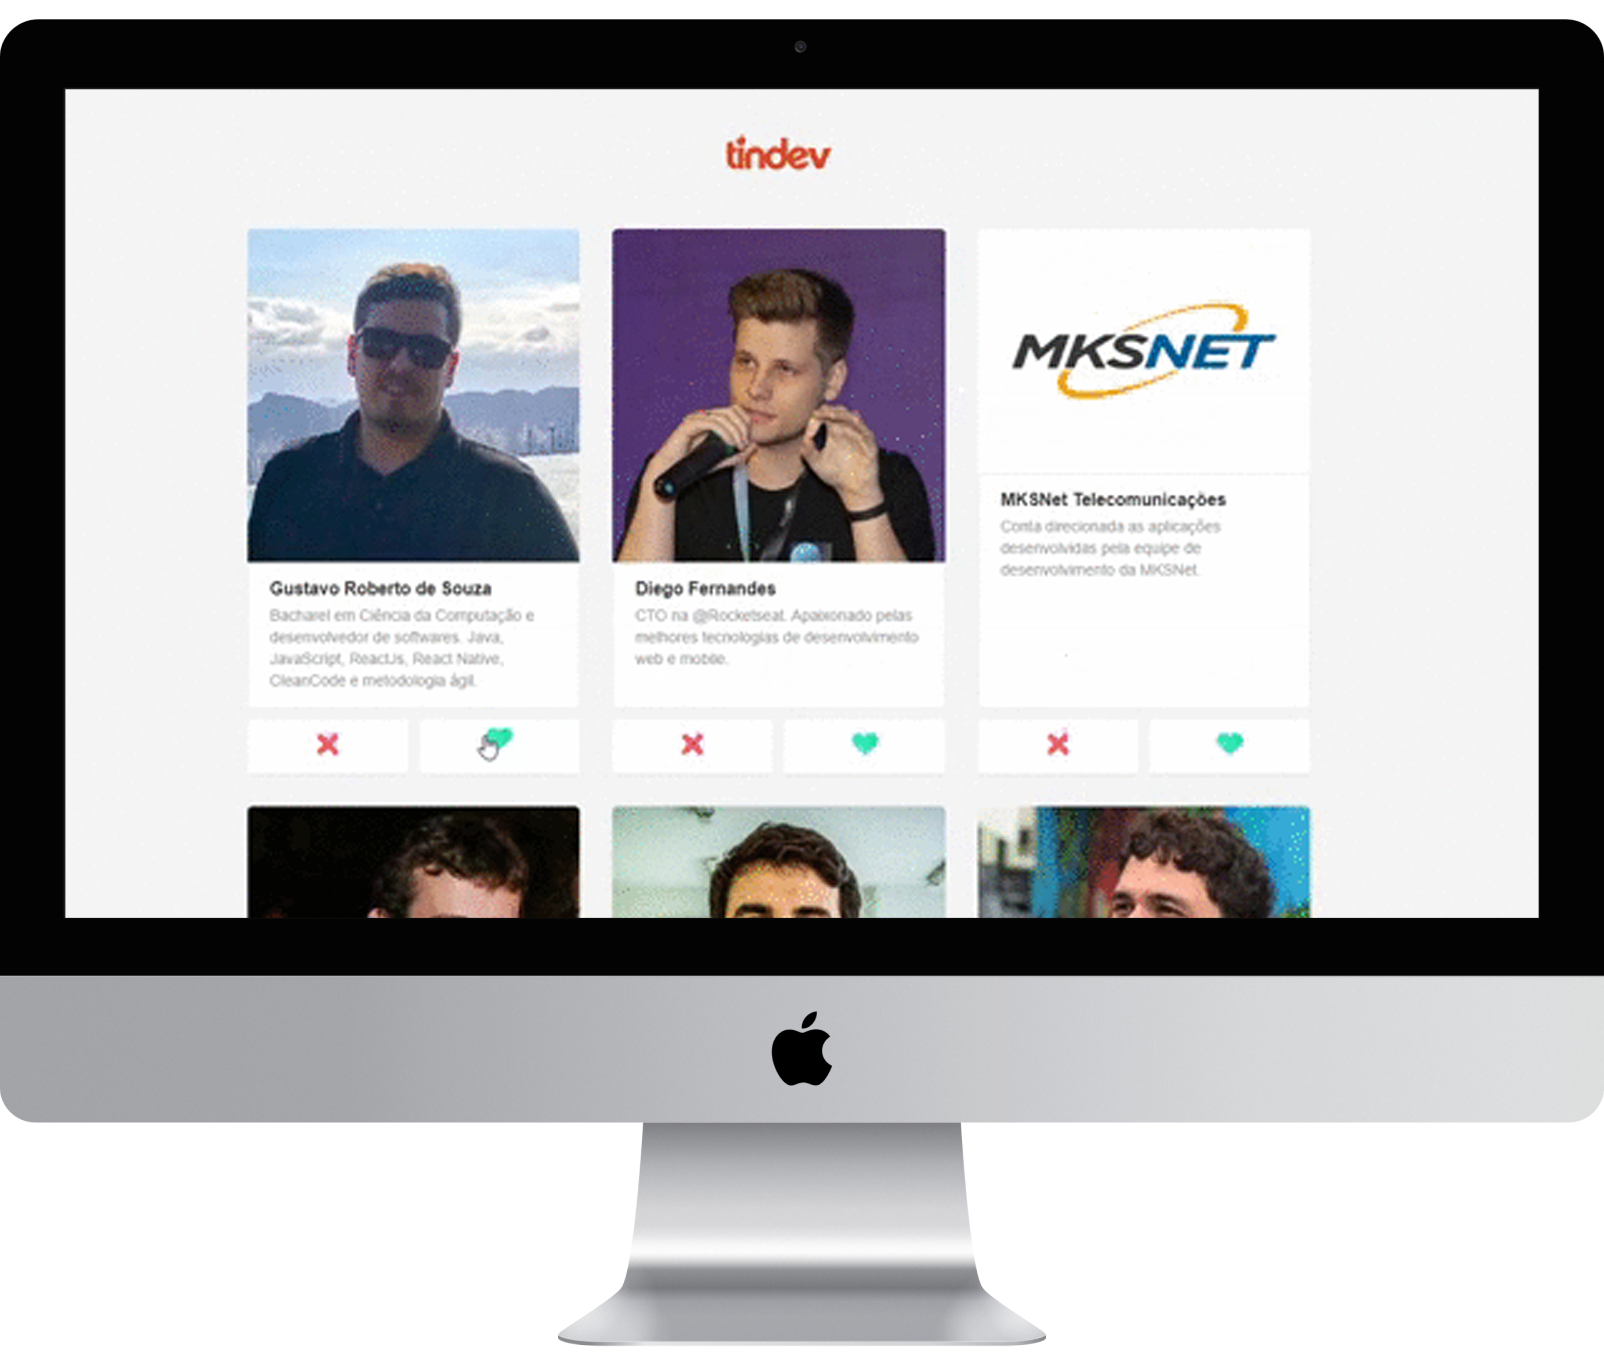 tindev
MKSNET
Gustavo Roberto de Souza
Bacharel em Ciência da Computação e
desenvolvedor de softwares. Java,
JavaScript, ReactJs, React Native,
CleanCode e metodologia ágil.
Diego Fernandes
CTO na @Rocketseat. Apaixonado pelas
melhores tecnologias de desenvolvimento
web e mobile.
MKSNet Telecomunicações
Conta direcionada as aplicações
desenvolvidas pela equipe de
desenvolvimento da MKSNet.